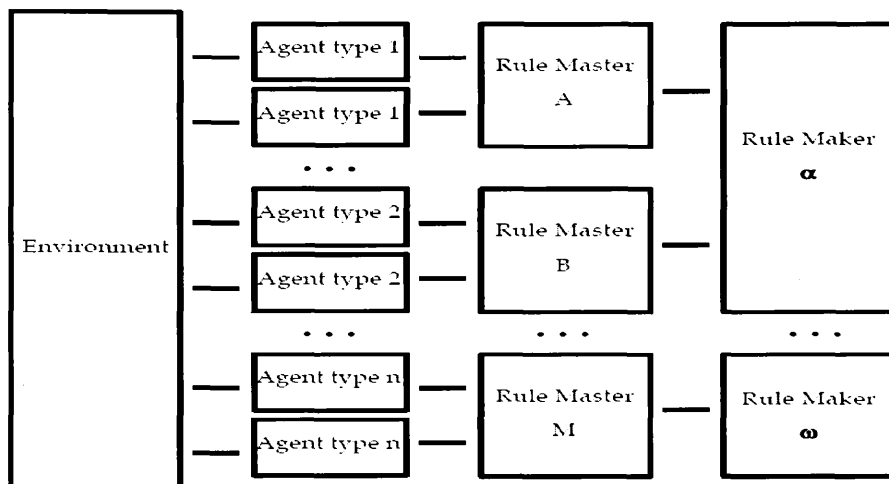 Environment
Agent type 1
Agent type 1
. . .
Agent type 2
Agent type 2
. . .
Agent type n
Agent type n
Rule Master
A
Rule Master
B
. . .
Rule Master
M
Rule Maker
α
. . .
Rule Maker
ω